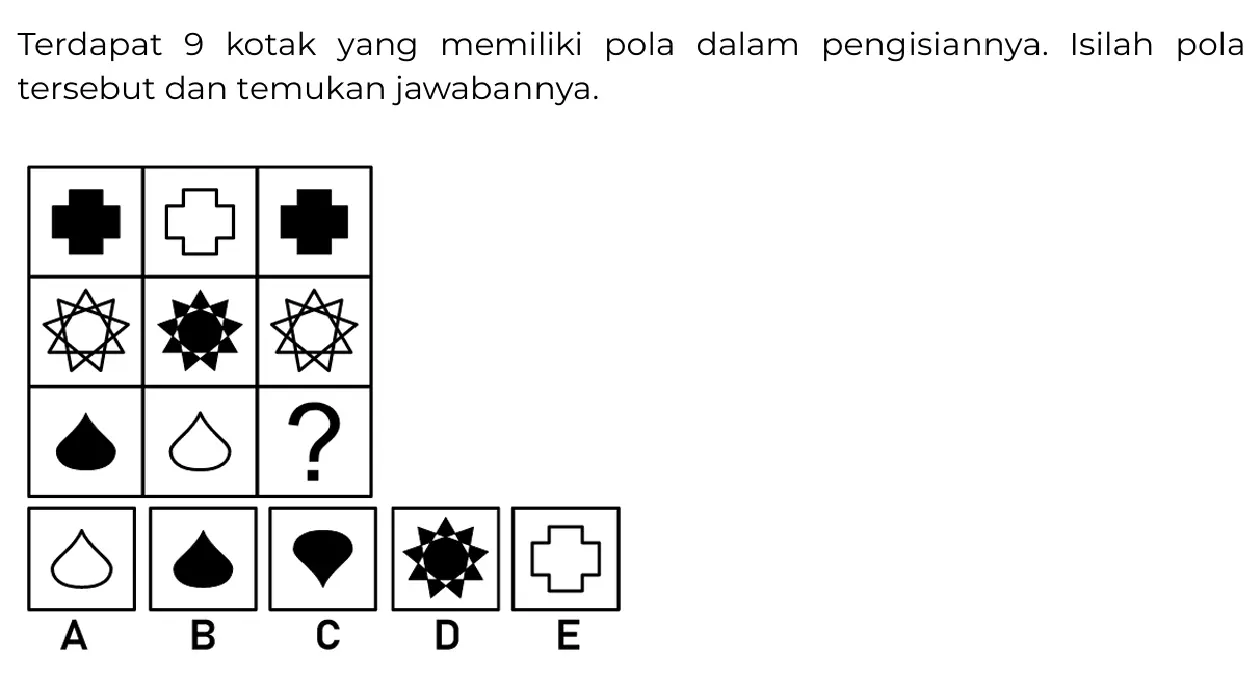 Terdapat 9 kotak yang memiliki pola dalam pengisiannya. Isilah pola
tersebut dan temukan jawabannya.
?
A B C D E